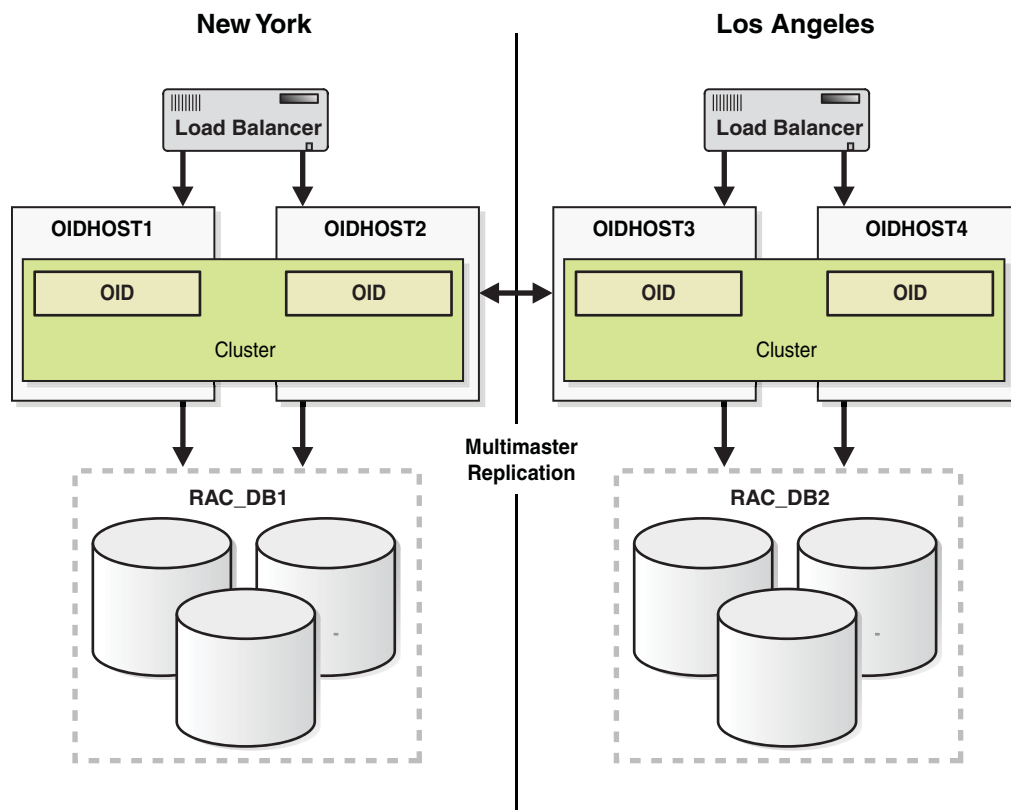 New York
Los Angeles
Load Balancer
Load Balancer
OIDHOST1
OIDHOST2
OIDHOST3
OIDHOST4
OID
OID
OID
OID
Cluster
Cluster
Multimaster
Replication
RAC_DB1
RAC_DB2